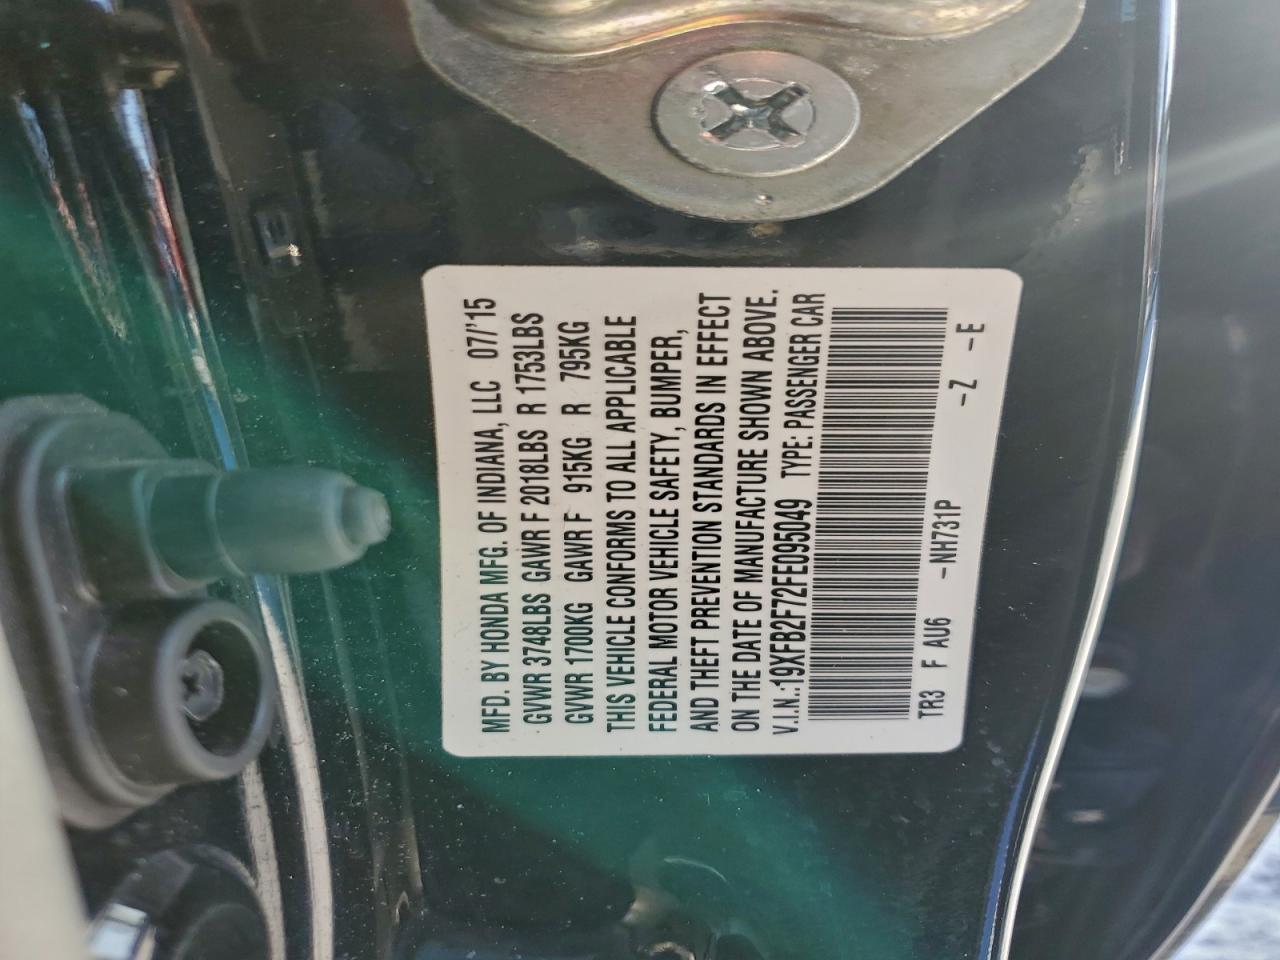 MFD. BY HONDA MFG. OF INDIANA, LLC 07/'15
GVWR 3748LBS GAWR F 2018LBS R 1753LBS
GVWR 1700KG GAWR F 915KG R 795KG
THIS VEHICLE CONFORMS TO ALL APPLICABLE
FEDERAL MOTOR VEHICLE SAFETY, BUMPER,
AND THEFT PREVENTION STANDARDS IN EFFECT
ON THE DATE OF MANUFACTURE SHOWN ABOVE.
V.I.N.:19XFB2F72FE095049 TYPE: PASSENGER CAR
TR3 F AU6 -NH731P -Z -E